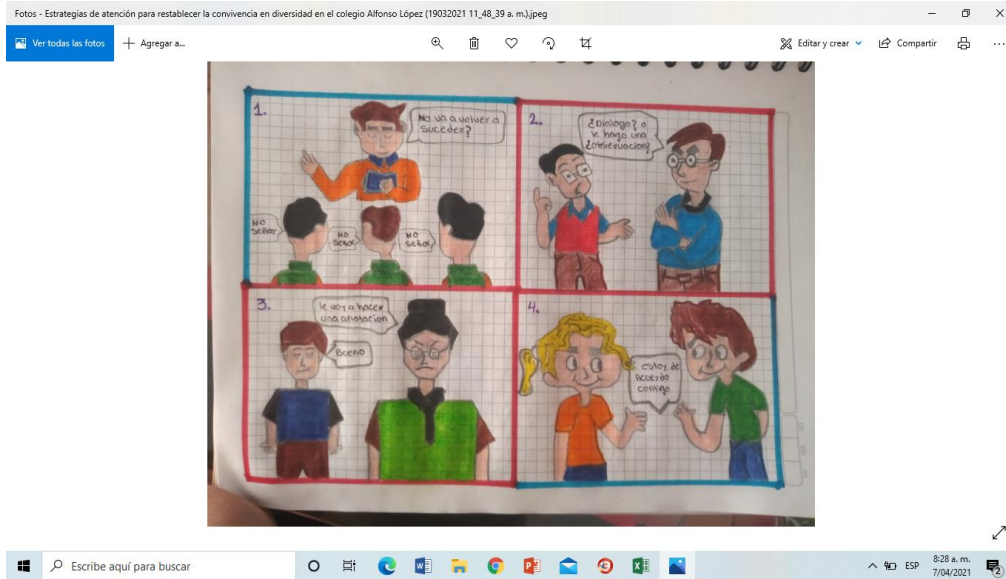 Fotos - Estrategias de atención para restablecer la convivencia en diversidad en el colegio Alfonso López (19032021 11_48_39 a. m.).jpeg
Ver todas las fotos
Agregar a...
Editar y crear
Compartir
1.
No va a volver a
suceder?
NO
Señor
NO
Señor
NO
Señor
2.
¿Dialogo? o
le hago una
¿observacion?
3.
le voy a hacer
una anotacion
Bueno
4.
estoy de
acuerdo
contigo
Escribe aquí para buscar
ESP
8:28 a. m.
7/04/2021
2